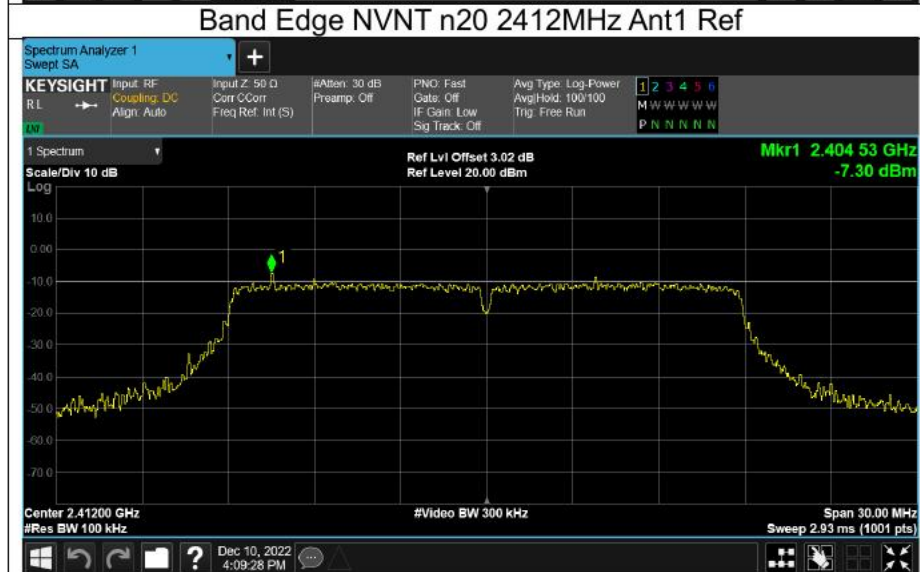 Band Edge NVNT n20 2412MHz Ant1 Ref
Spectrum Analyzer 1
Swept SA
+
KEYSIGHT Input: RF Input Z: 50 Ω #Atten: 30 dB PNO: Fast Avg Type: Log-Power 1 2 3 4 5 6
RL Coupling: DC Corr CCorr Preamp: Off Gate: Off Avg|Hold: 100/100 M W W W W W
Align: Auto Freq Ref: Int (S) IF Gain: Low Trig: Free Run
LXI Sig Track: Off P N N N N N
1 Spectrum Ref Lvl Offset 3.02 dB Mkr1 2.404 53 GHz
Scale/Div 10 dB Ref Level 20.00 dBm -7.30 dBm
Log
10.0
0.00
1
-10.0
-20.0
-30.0
-40.0
-50.0
-60.0
-70.0
Center 2.41200 GHz #Video BW 300 kHz Span 30.00 MHz
#Res BW 100 kHz Sweep 2.93 ms (1001 pts)
? Dec 10, 2022
4:09:28 PM